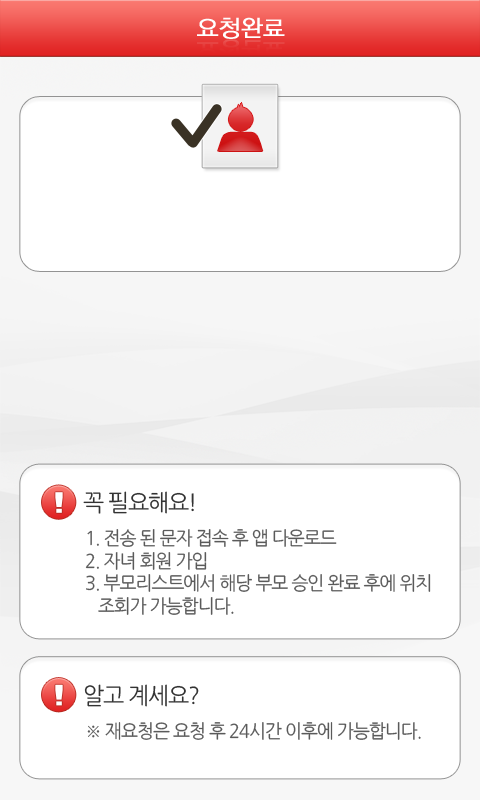 요청완료
꼭 필요해요!
1. 전송 된 문자 접속 후 앱 다운로드
2. 자녀 회원 가입
3. 부모리스트에서 해당 부모 승인 완료 후에 위치
조회가 가능합니다.
알고 계세요?
※ 재요청은 요청 후 24시간 이후에 가능합니다.